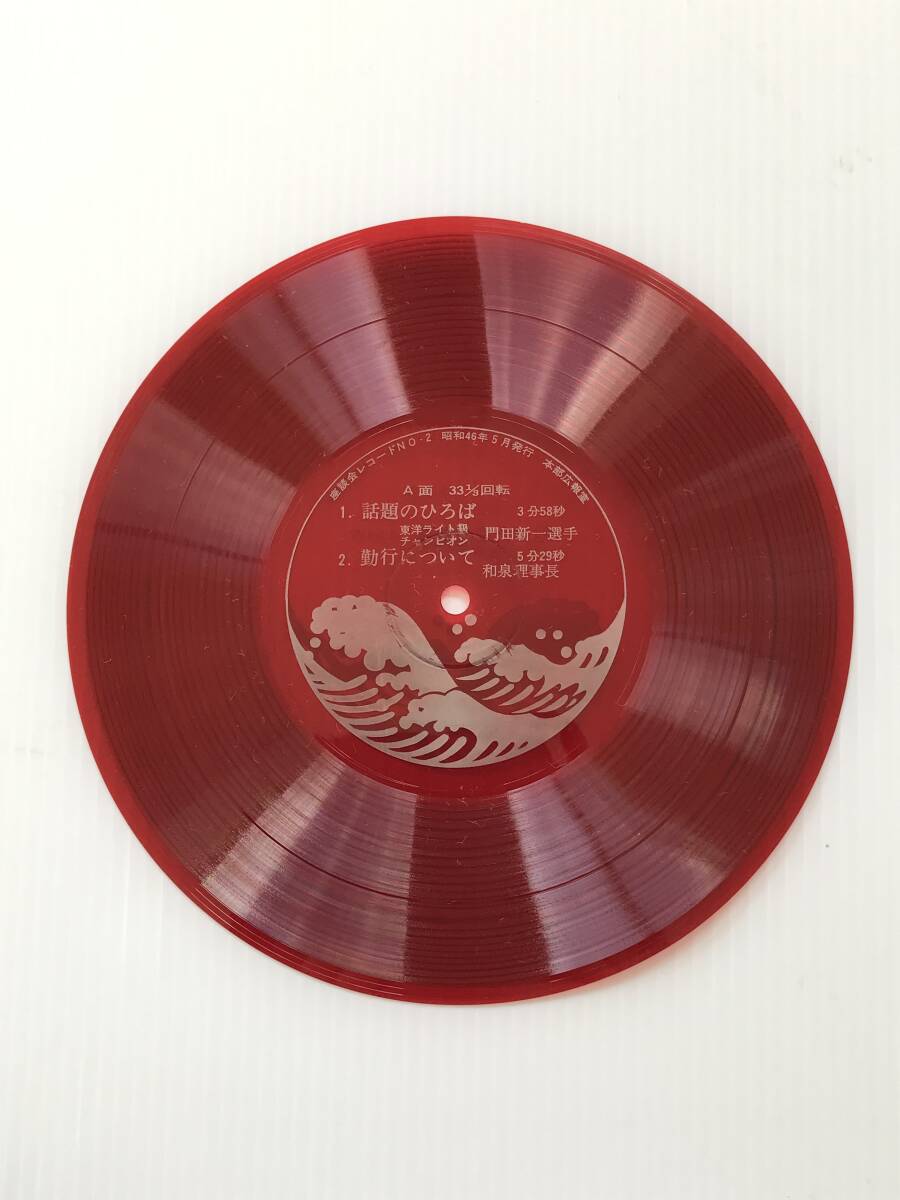 座談会レコードNO-2 昭和46年5月発行 本部広報室
A面 33⅓回転
1. 話題のひろば 3分58秒
東洋ライト級
チャンピオン 門田新一選手
2. 勤行について 5分29秒
和泉理事長